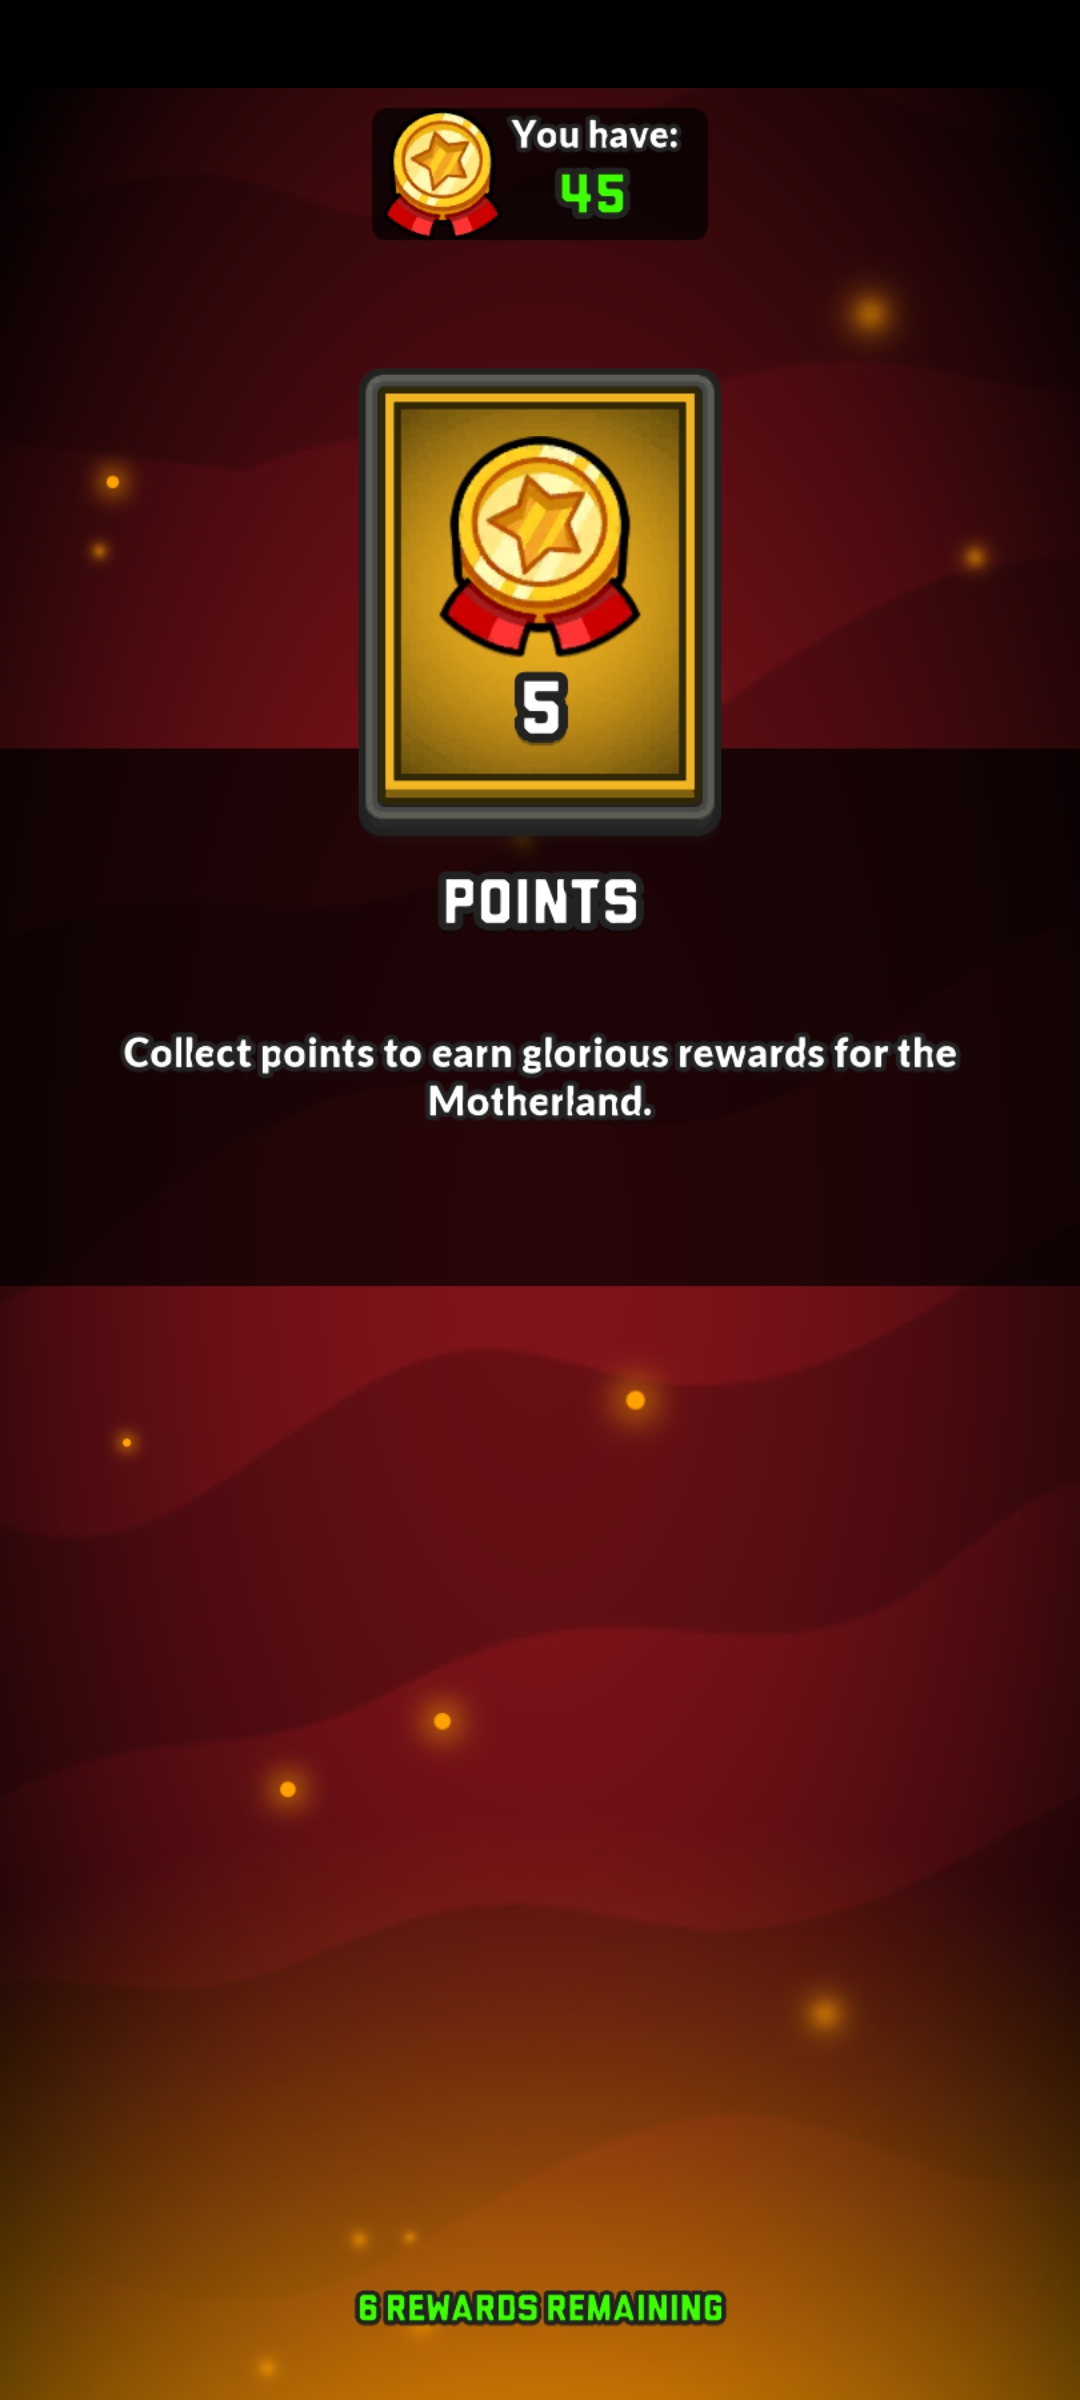 You have:
45
5
POINTS
Collect points to earn glorious rewards for the
Motherland.
6 REWARDS REMAINING